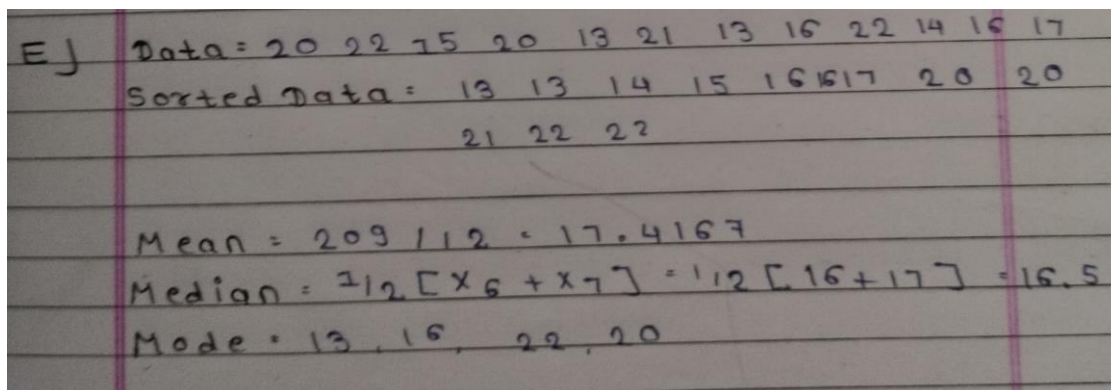 E] Data = 20 22 15 20 13 21 13 16 22 14 16 17
Sorted Data = 13 13 14 15 16 16 17 20 20
21 22 22
Mean = 209 / 12 = 17.4167
Median = 1/2 [ x6 + x7 ] = 1/2 [ 16 + 17 ] = 16.5
Mode = 13, 16, 22, 20